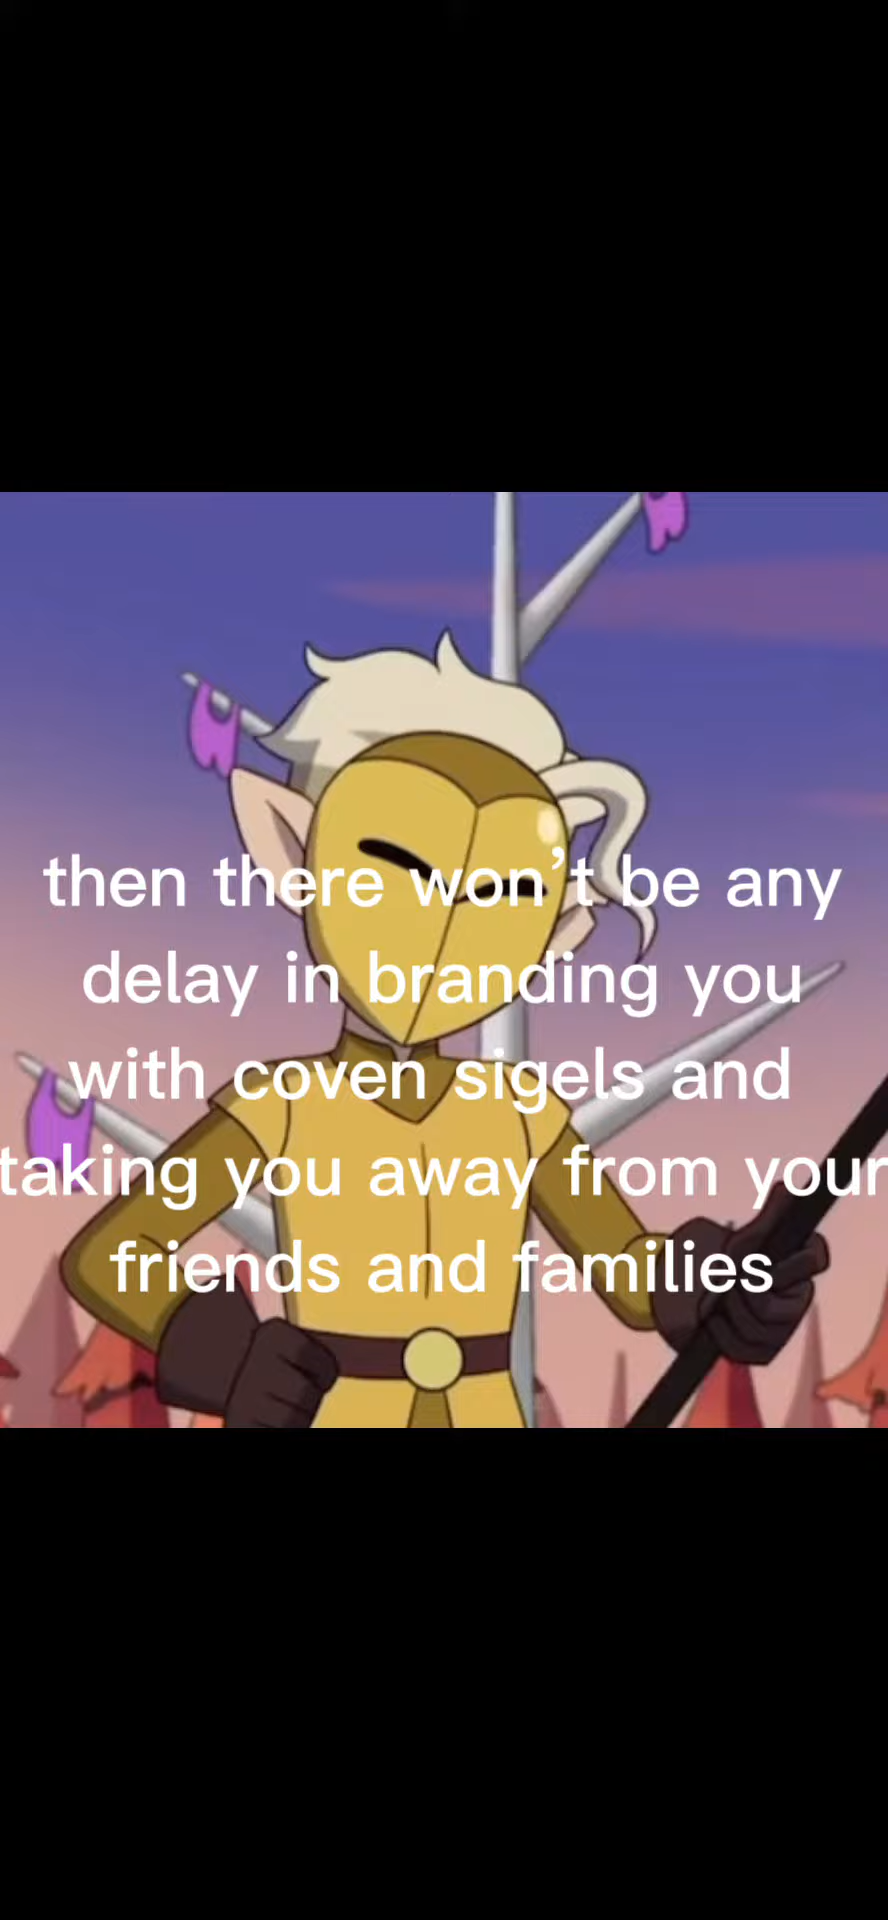 then there won’t be any
delay in branding you
with coven sigels and
taking you away from your
friends and families